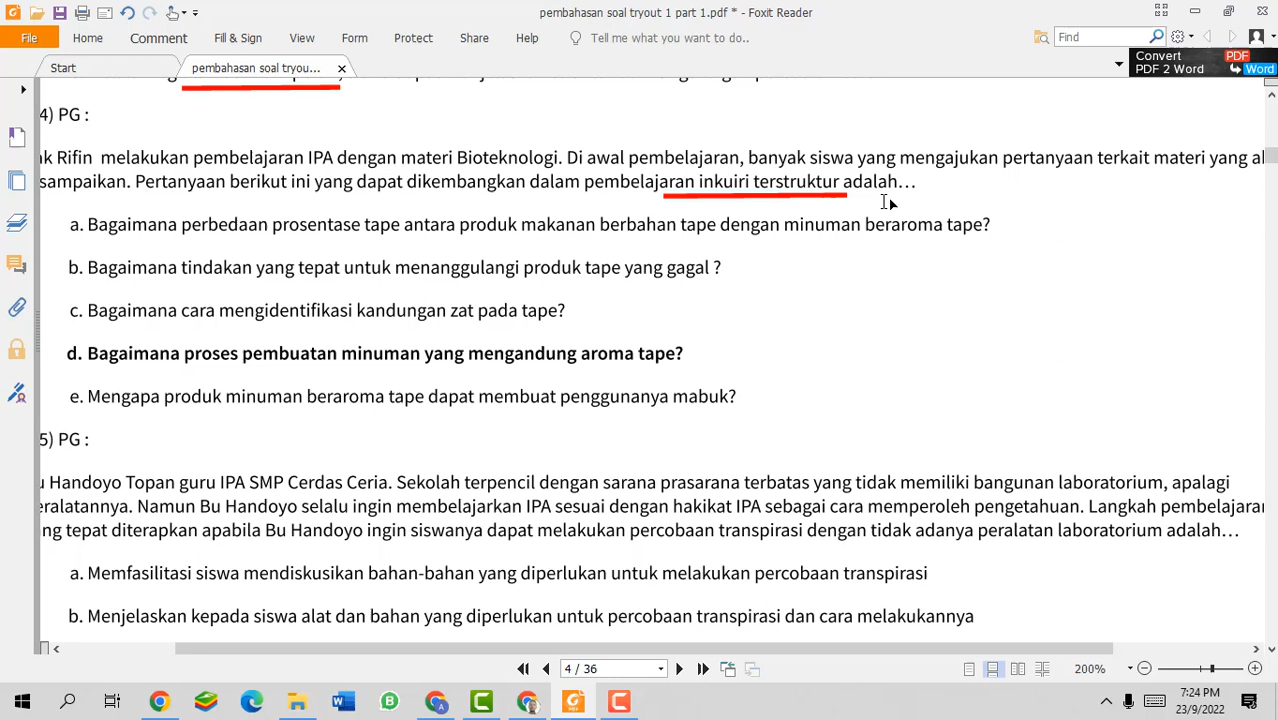 pembahasan soal tryout 1 part 1.pdf * - Foxit Reader
File Home Comment Fill & Sign View Form Protect Share Help Tell me what you want to do.. Find
Start pembahasan soal tryou...
Convert PDF
PDF 2 Word Word
4) PG :
Rifin melakukan pembelajaran IPA dengan materi Bioteknologi. Di awal pembelajaran, banyak siswa yang mengajukan pertanyaan terkait materi yang
sampaikan. Pertanyaan berikut ini yang dapat dikembangkan dalam pembelajaran inkuiri terstruktur adalah…
a. Bagaimana perbedaan prosentase tape antara produk makanan berbahan tape dengan minuman beraroma tape?
b. Bagaimana tindakan yang tepat untuk menanggulangi produk tape yang gagal ?
c. Bagaimana cara mengidentifikasi kandungan zat pada tape?
d. Bagaimana proses pembuatan minuman yang mengandung aroma tape?
e. Mengapa produk minuman beraroma tape dapat membuat penggunanya mabuk?
5) PG :
Handoyo Topan guru IPA SMP Cerdas Ceria. Sekolah terpencil dengan sarana prasarana terbatas yang tidak memiliki bangunan laboratorium, apalagi
eralatannya. Namun Bu Handoyo selalu ingin membelajarkan IPA sesuai dengan hakikat IPA sebagai cara memperoleh pengetahuan. Langkah pembelajaran
ng tepat diterapkan apabila Bu Handoyo ingin siswanya dapat melakukan percobaan transpirasi dengan tidak adanya peralatan laboratorium adalah…
a. Memfasilitasi siswa mendiskusikan bahan-bahan yang diperlukan untuk melakukan percobaan transpirasi
b. Menjelaskan kepada siswa alat dan bahan yang diperlukan untuk percobaan transpirasi dan cara melakukannya
4 / 36 200%
7:24 PM
23/9/2022